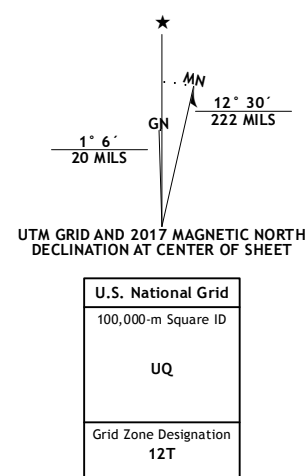 ★
MN
GN
12° 30´
222 MILS
1° 6´
20 MILS
UTM GRID AND 2017 MAGNETIC NORTH
DECLINATION AT CENTER OF SHEET
U.S. National Grid
100,000-m Square ID
UQ
Grid Zone Designation
12T